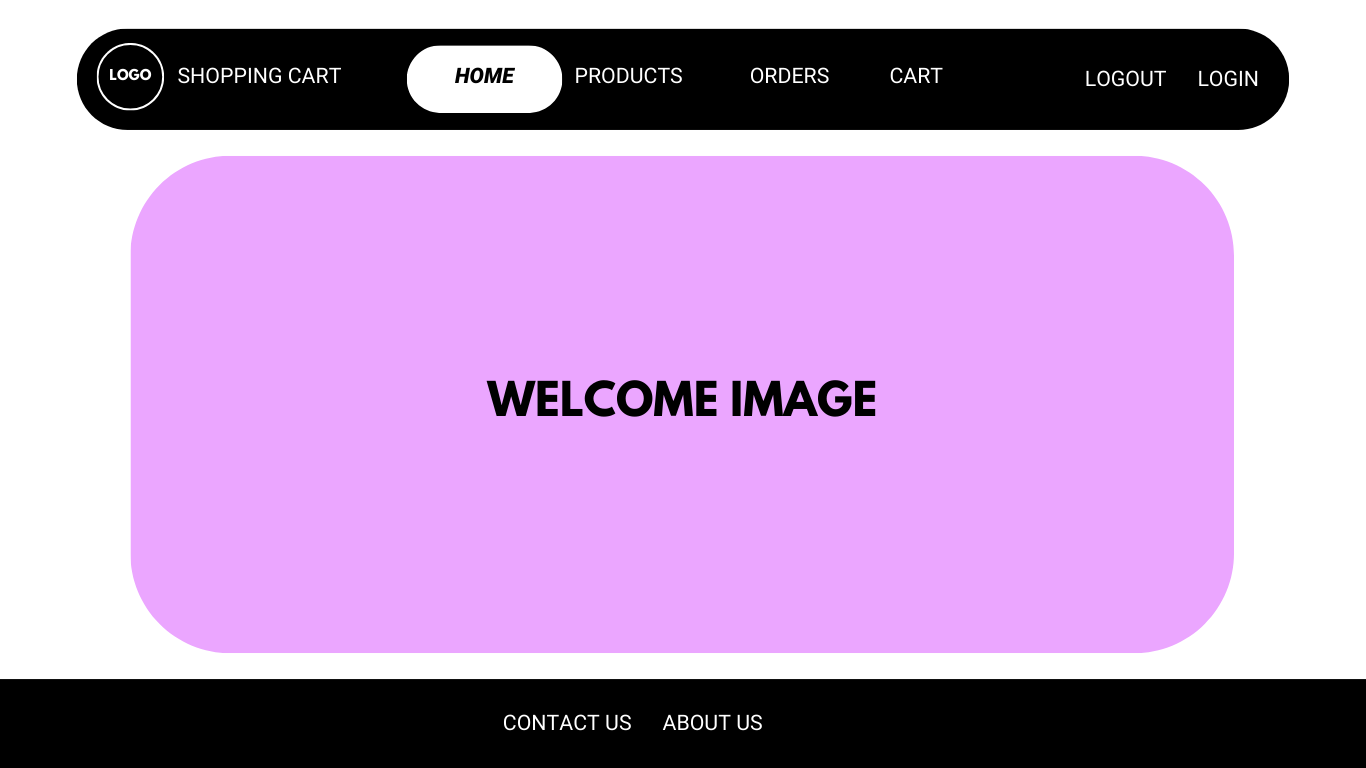 LOGO SHOPPING CART HOME PRODUCTS ORDERS CART LOGOUT LOGIN
WELCOME IMAGE
CONTACT US ABOUT US